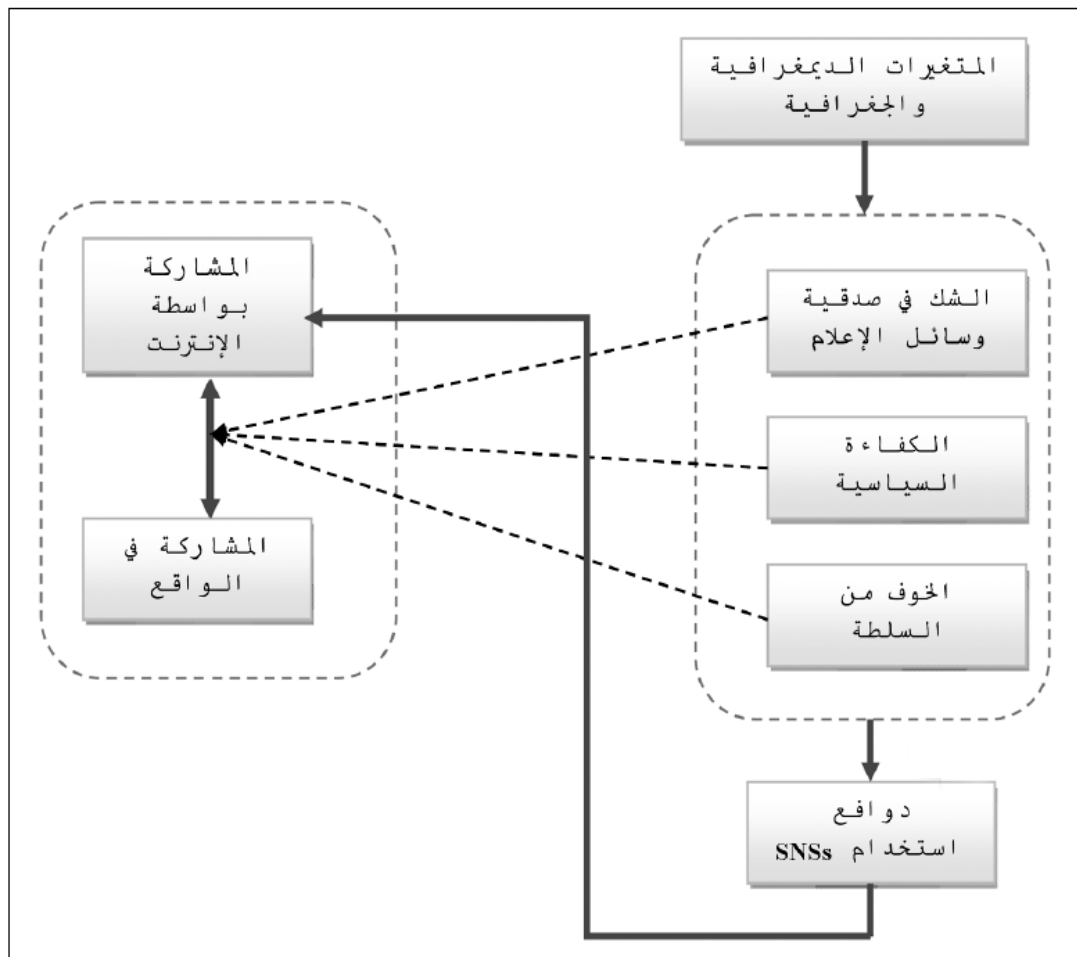 المتغيرات الديمغرافية
والجغرافية
المشاركة
بواسطة
الإنترنت
الشك في صدقية
وسائل الإعلام
الكفاءة
السياسية
المشاركة في
الواقع
الخوف من
السلطة
دوافع
استخدام SNSs